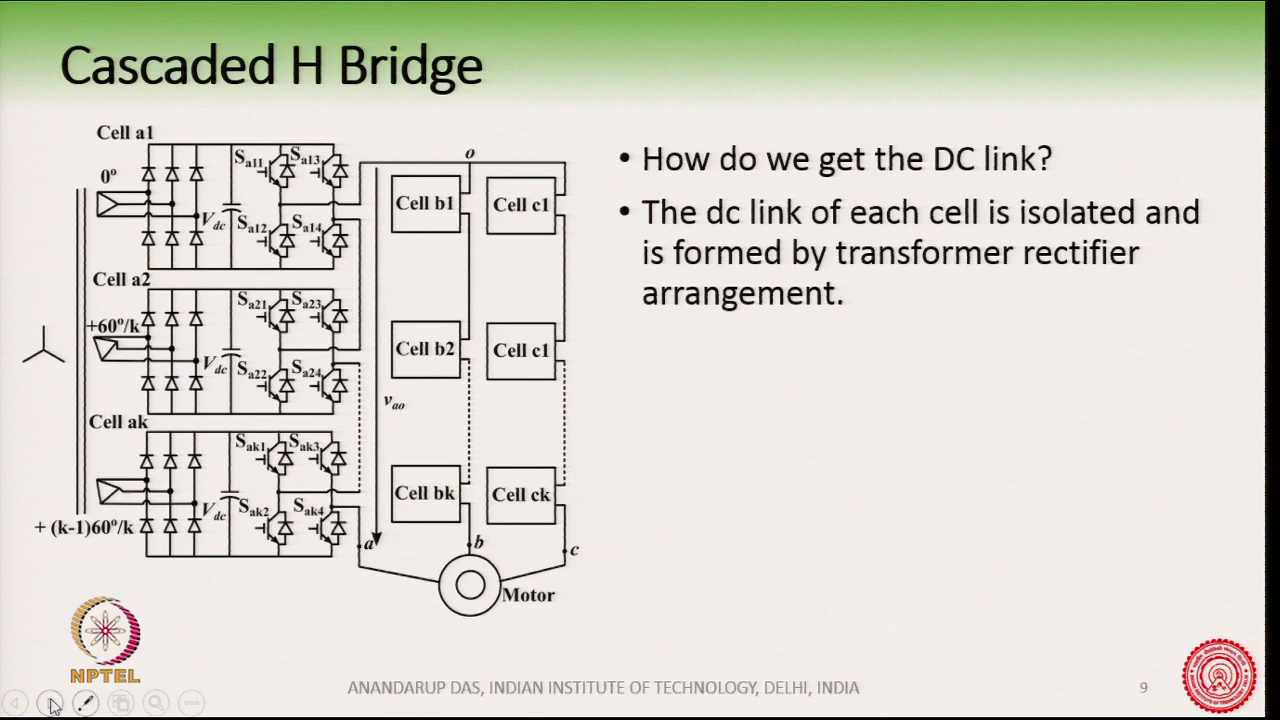 Cascaded H Bridge
Cell a1
0°
Sa11
Sa13
Vdc
Sa12
Sa14
Cell a2
+60°/k
Sa21
Sa23
Vdc
Sa22
Sa24
Cell ak
Sak1
Sak3
Vdc
Sak2
Sak4
+ (k-1)60°/k
o
Cell b1
Cell c1
Cell b2
Cell c1
vao
Cell bk
Cell ck
a
b
c
Motor
• How do we get the DC link?
• The dc link of each cell is isolated and
is formed by transformer rectifier
arrangement.
NPTEL
ANANDARUP DAS, INDIAN INSTITUTE OF TECHNOLOGY, DELHI, INDIA
9